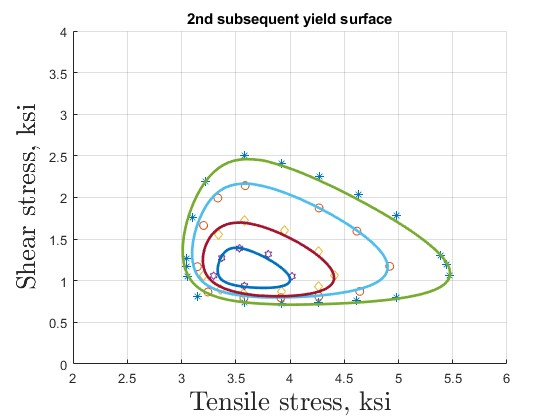 2nd subsequent yield surface
4
3.5
3
2.5
2
1.5
1
0.5
0
Shear stress, ksi
2 2.5 3 3.5 4 4.5 5 5.5 6
Tensile stress, ksi